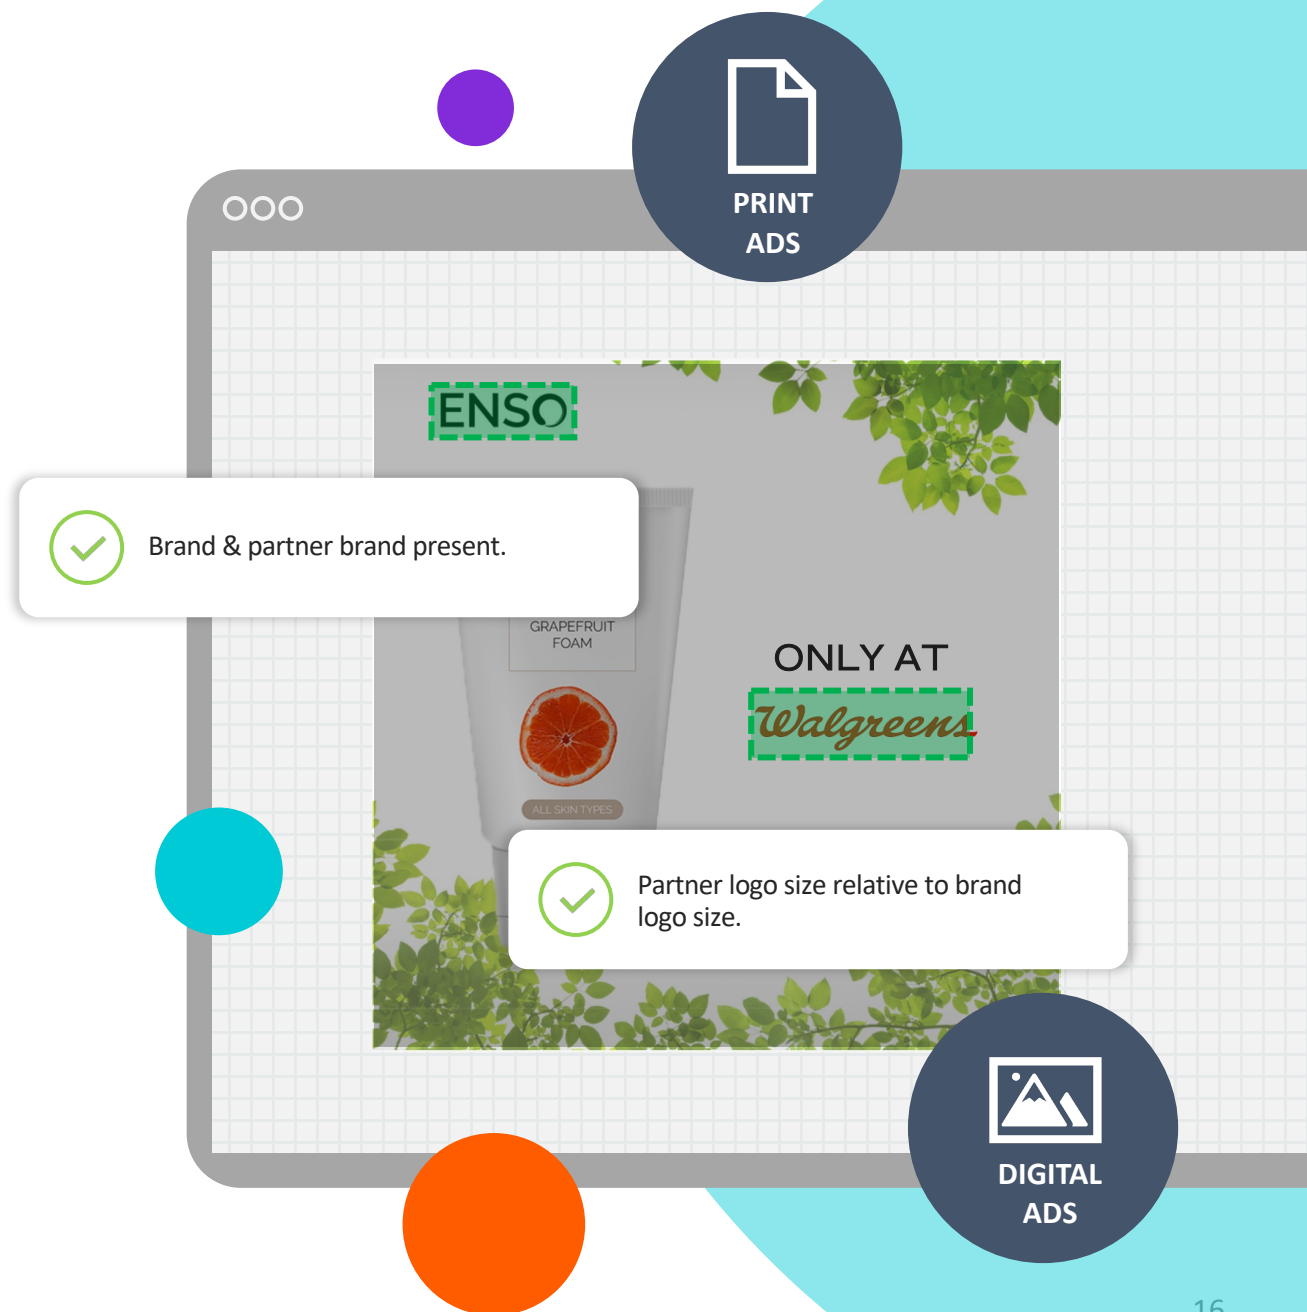 PRINT
ADS
ENSO
Brand & partner brand present.
GRAPEFRUIT
FOAM
ONLY AT
Walgreens
ALL SKIN TYPES
Partner logo size relative to brand
logo size.
DIGITAL
ADS
16